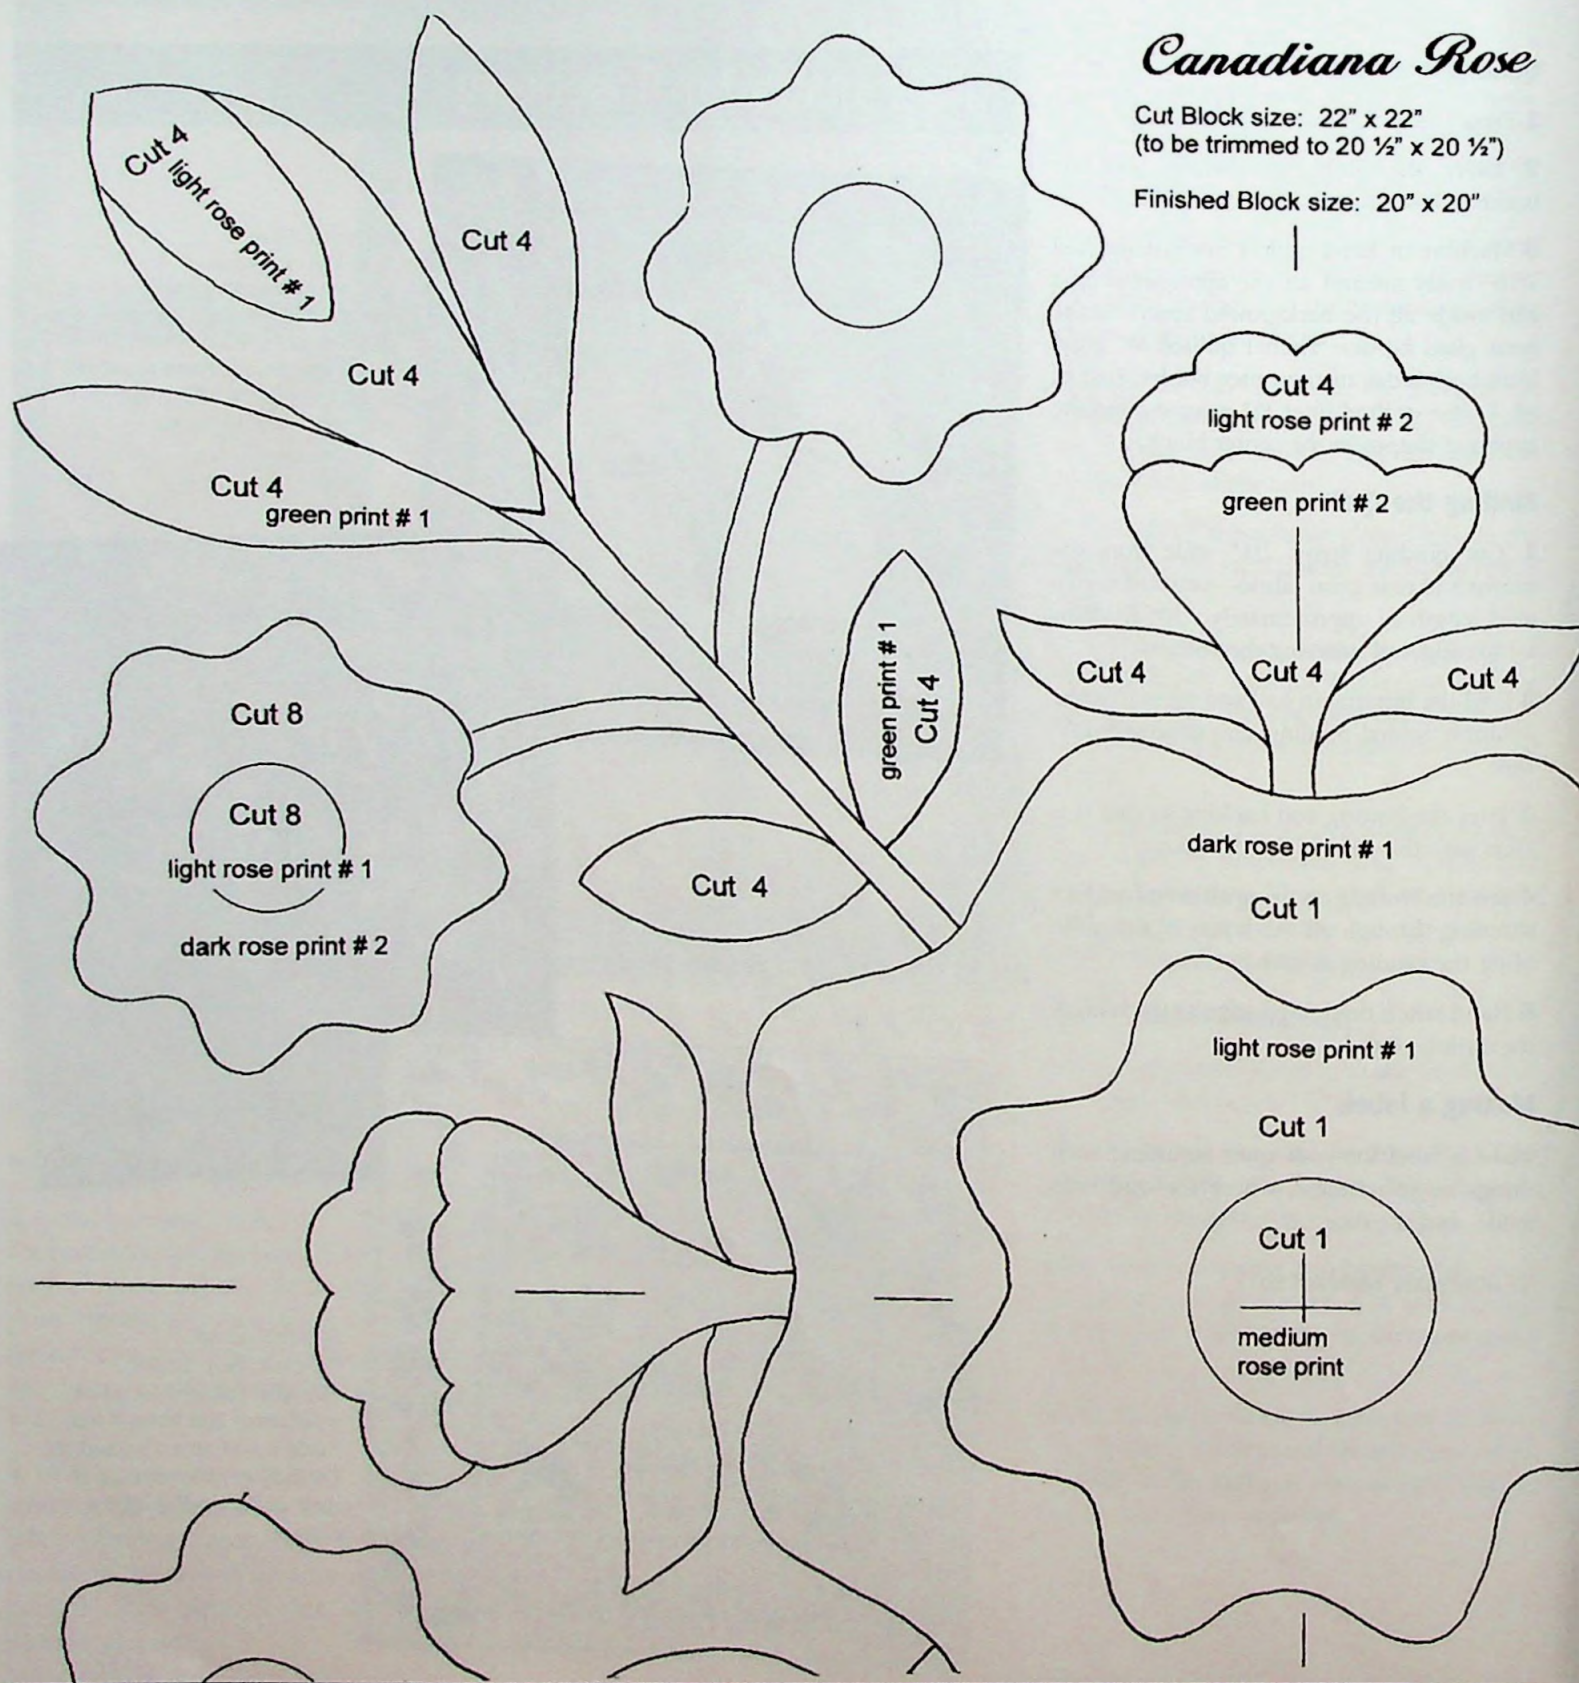 Canadiana Rose
Cut Block size: 22" x 22"
(to be trimmed to 20 ½" x 20 ½")
Finished Block size: 20" x 20"
Cut 4
light rose print # 1
Cut 4
Cut 4
Cut 4
green print # 1
Cut 4
light rose print # 2
green print # 2
Cut 4
Cut 4
Cut 4
green print # 1
Cut 4
Cut 8
Cut 8
light rose print # 1
dark rose print # 2
Cut 4
dark rose print # 1
Cut 1
light rose print # 1
Cut 1
Cut 1
medium
rose print